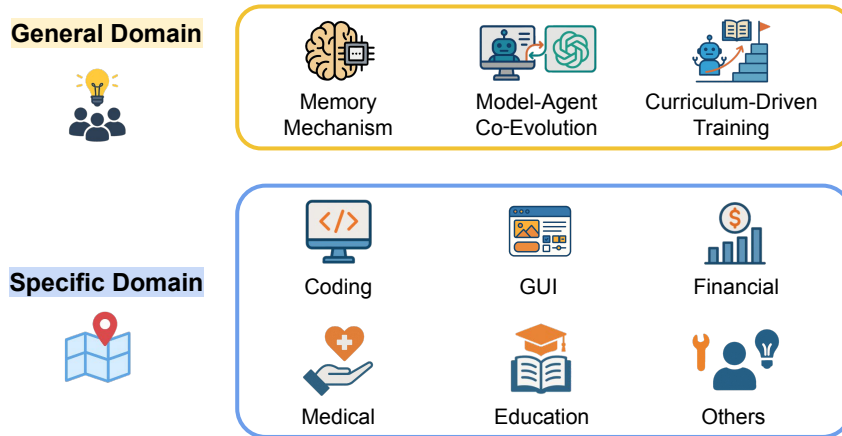 General Domain
Memory
Mechanism
Model-Agent
Co-Evolution
Curriculum-Driven
Training
Specific Domain
</>
Coding
GUI
$
Financial
Medical
Education
Others